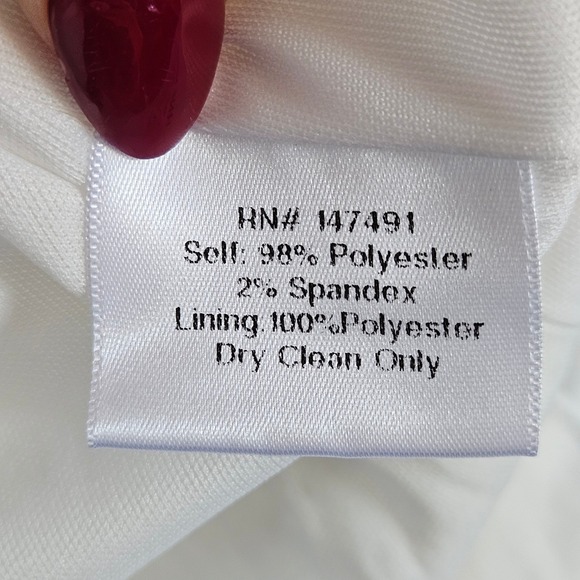 RN# 147491
Self: 98% Polyester
2% Spandex
Lining.100%Polyester
Dry Clean Only